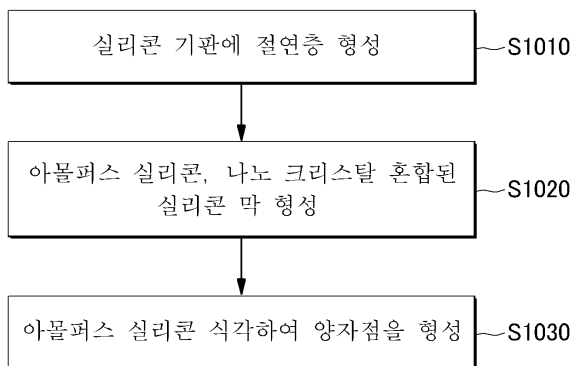 실리콘 기판에 절연층 형성
S1010
아몰퍼스 실리콘, 나노 크리스탈 혼합된
실리콘 막 형성
S1020
아몰퍼스 실리콘 식각하여 양자점을 형성
S1030